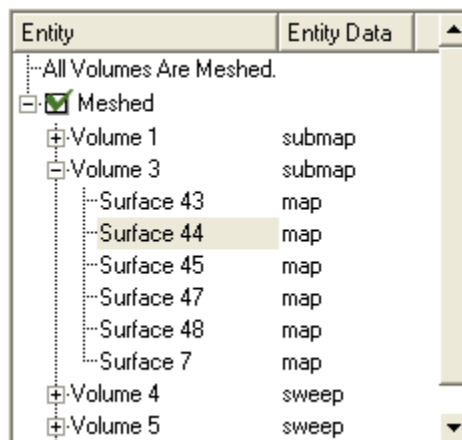 Entity Entity Data
All Volumes Are Meshed.
Meshed
Volume 1 submap
Volume 3 submap
Surface 43 map
Surface 44 map
Surface 45 map
Surface 47 map
Surface 48 map
Surface 7 map
Volume 4 sweep
Volume 5 sweep